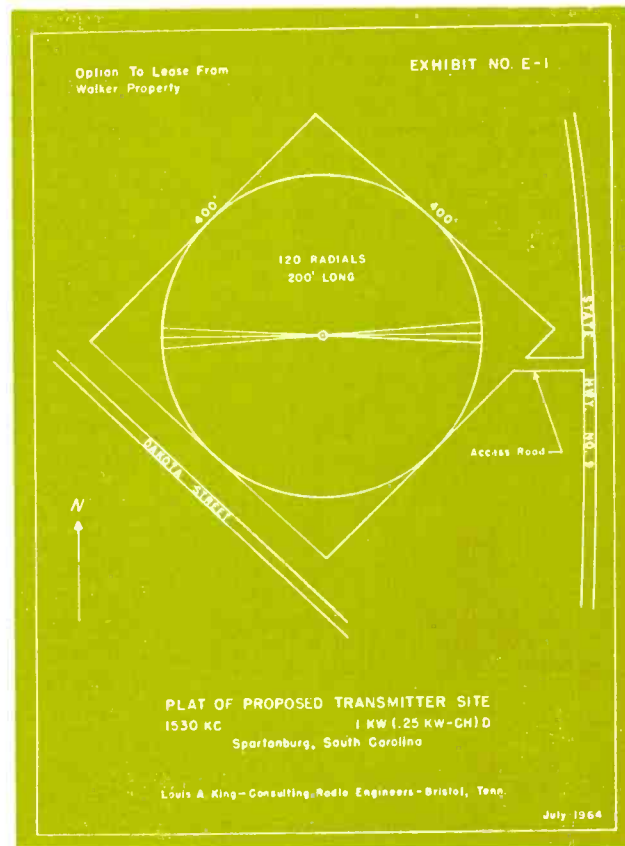 Option To Lease From
Walker Property
EXHIBIT NO. E-1
400'
400'
120 RADIALS
200' LONG
STATE HWY. NO. 9
Access Road
DAKOTA STREET
N
PLAT OF PROPOSED TRANSMITTER SITE
1530 KC 1 KW (.25 KW-CH) D
Spartanburg, South Carolina
Louis A. King-Consulting Radio Engineers-Bristol, Tenn.
July 1964